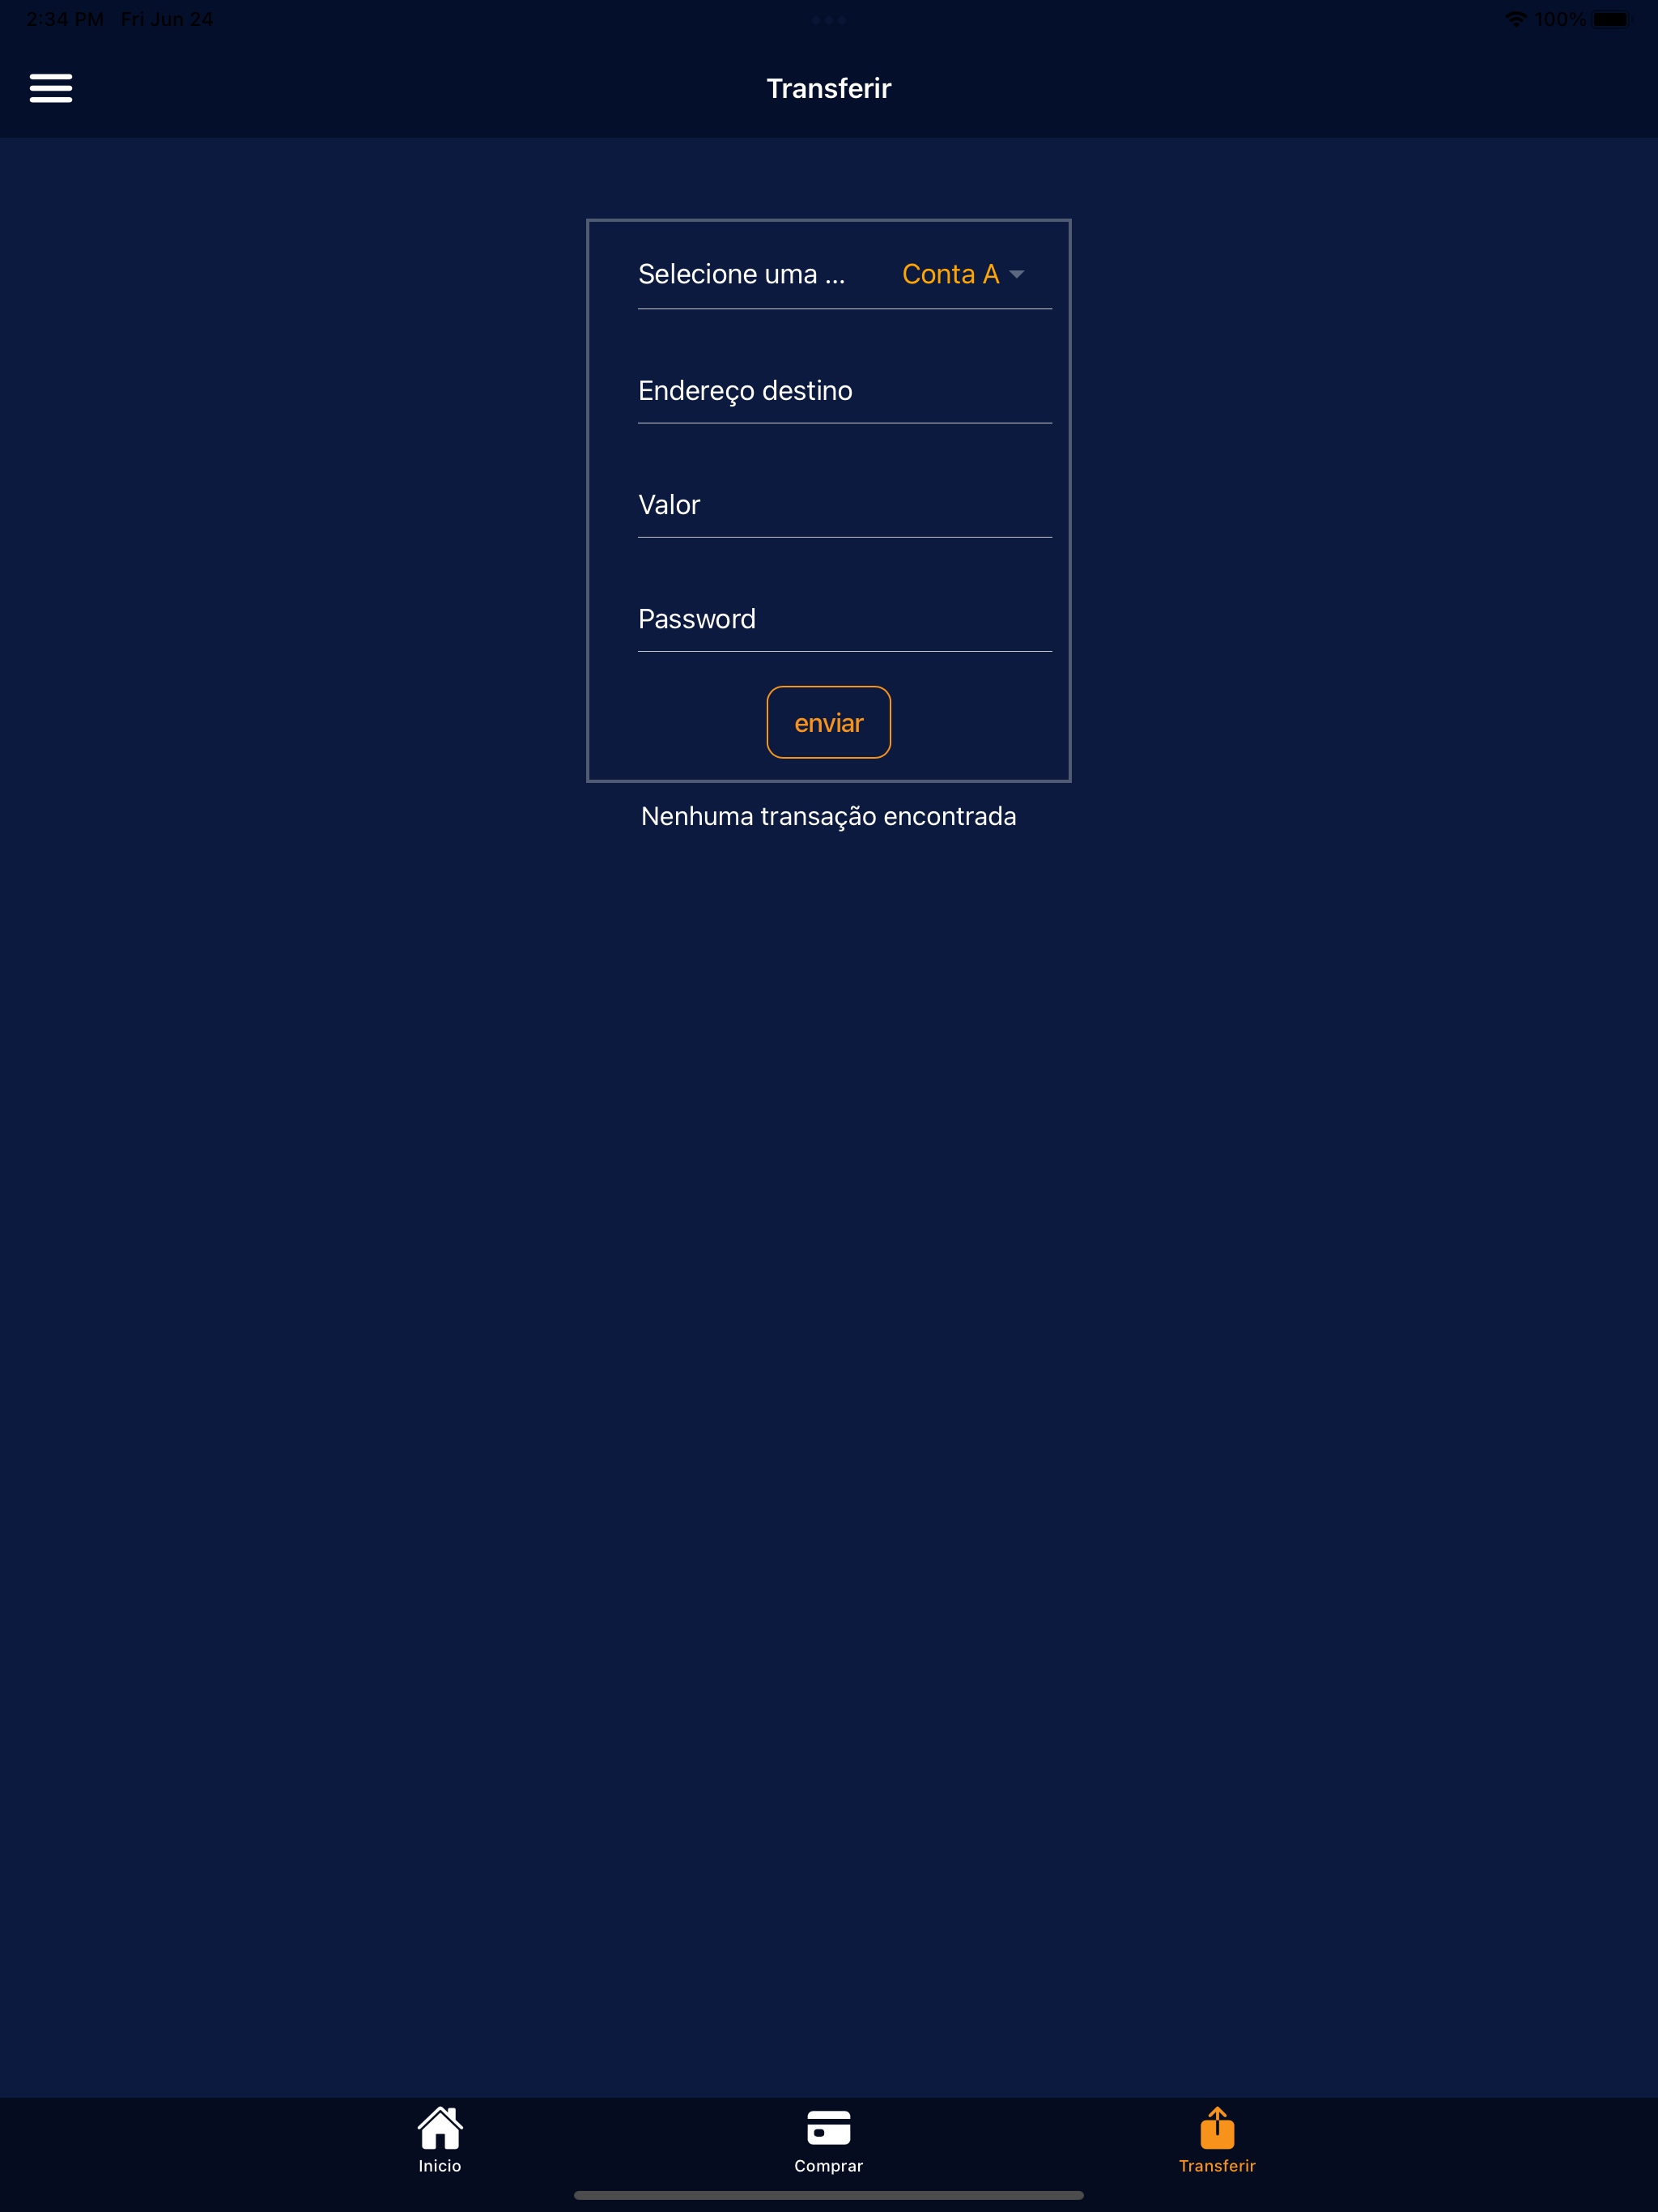 2:34 PM Fri Jun 24
100%
Transferir
Selecione uma ... Conta A
Endereço destino
Valor
Password
enviar
Nenhuma transação encontrada
Inicio Comprar Transferir